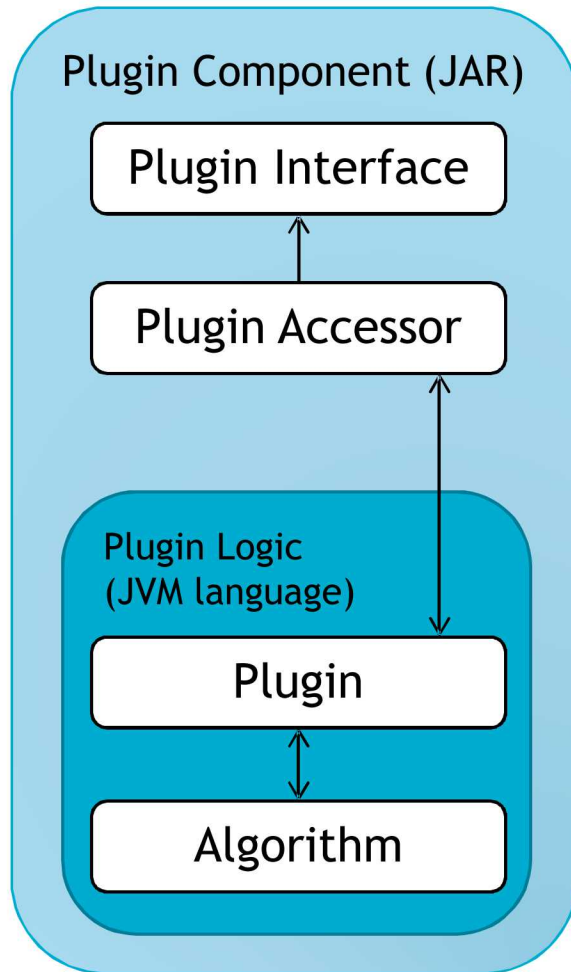 Plugin Component (JAR)
Plugin Interface
Plugin Accessor
Plugin Logic
(JVM language)
Plugin
Algorithm